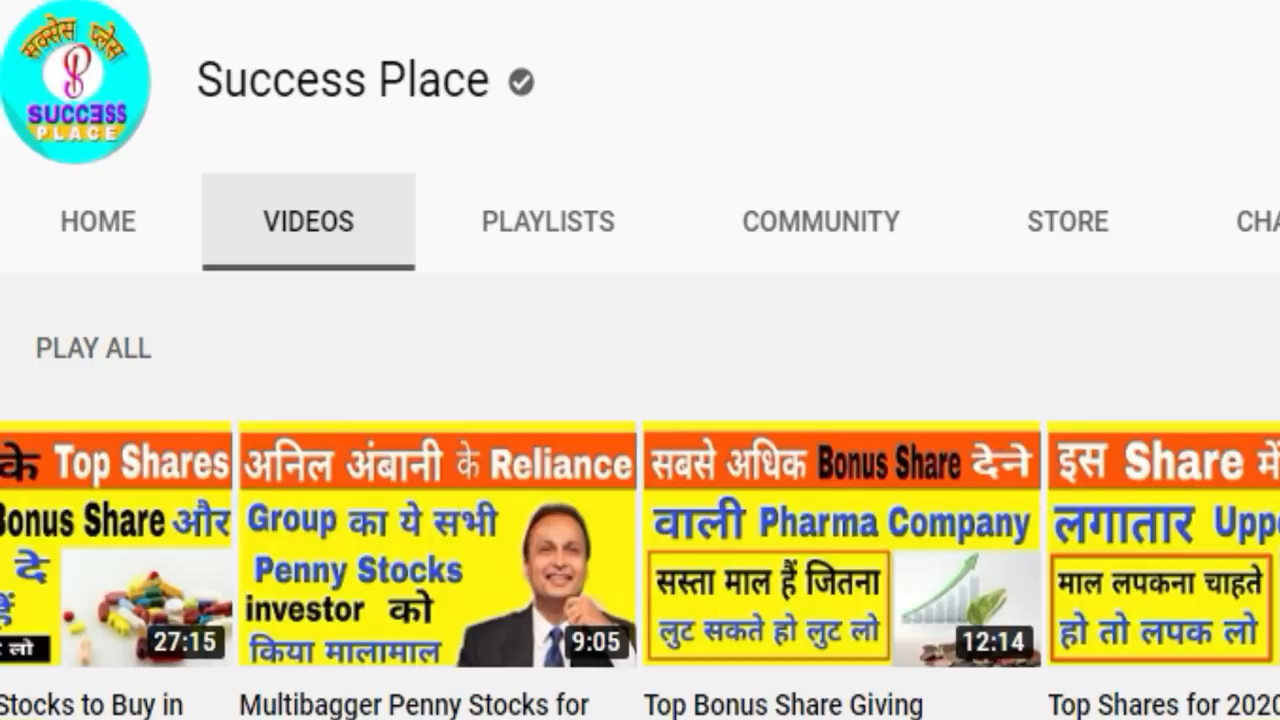 सक्सेस प्लेस
SUCCESS
PLACE
Success Place
HOME VIDEOS PLAYLISTS COMMUNITY STORE CHA
PLAY ALL
के Top Shares
Bonus Share और
दे
हैं
लो
27:15
Stocks to Buy in
अनिल अंबानी के Reliance
Group का ये सभी
Penny Stocks
investor को
किया मालामाल
9:05
Multibagger Penny Stocks for
सबसे अधिक Bonus Share देने
वाली Pharma Company
सस्ता माल हैं जितना
लुट सकते हो लुट लो
12:14
Top Bonus Share Giving
इस Share में
लगातार Upp
माल लपकना चाहते
हो तो लपक लो
Top Shares for 2020